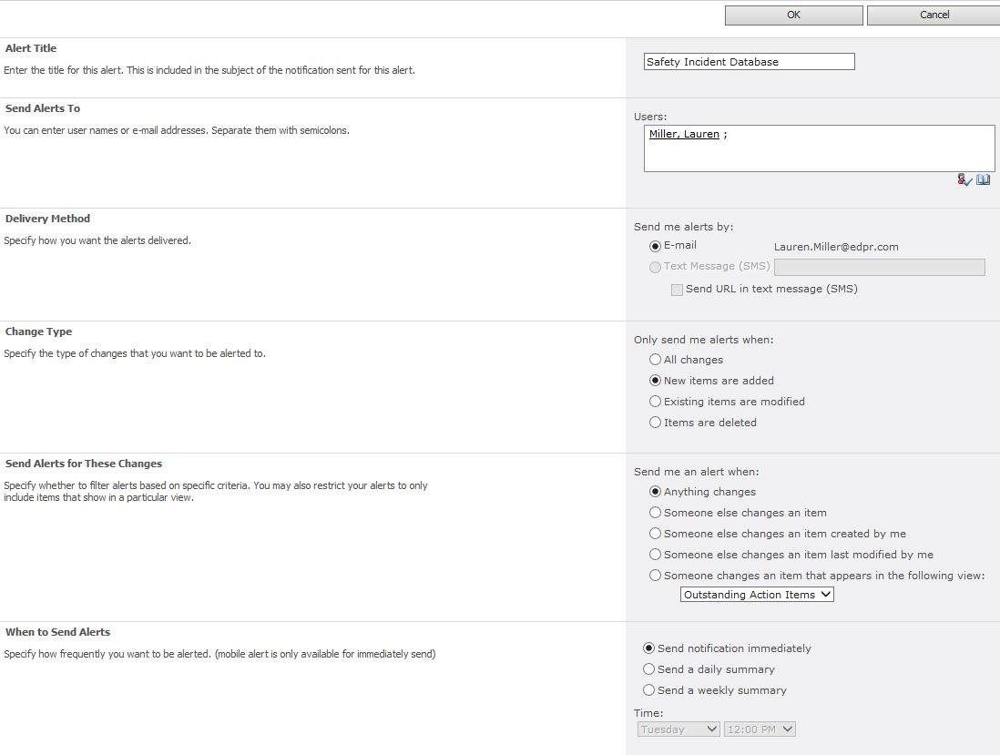 OK Cancel
Alert Title
Enter the title for this alert. This is included in the subject of the notification sent for this alert.
Safety Incident Database
Send Alerts To
You can enter user names or e-mail addresses. Separate them with semicolons.
Users:
Miller, Lauren ;
Delivery Method
Specify how you want the alerts delivered.
Send me alerts by:
E-mail Lauren.Miller@edpr.com
Text Message (SMS)
Send URL in text message (SMS)
Change Type
Specify the type of changes that you want to be alerted to.
Only send me alerts when:
All changes
New items are added
Existing items are modified
Items are deleted
Send Alerts for These Changes
Specify whether to filter alerts based on specific criteria. You may also restrict your alerts to only
include items that show in a particular view.
Send me an alert when:
Anything changes
Someone else changes an item
Someone else changes an item created by me
Someone else changes an item last modified by me
Someone changes an item that appears in the following view:
Outstanding Action Items
When to Send Alerts
Specify how frequently you want to be alerted. (mobile alert is only available for immediately send)
Send notification immediately
Send a daily summary
Send a weekly summary
Time:
Tuesday 12:00 PM